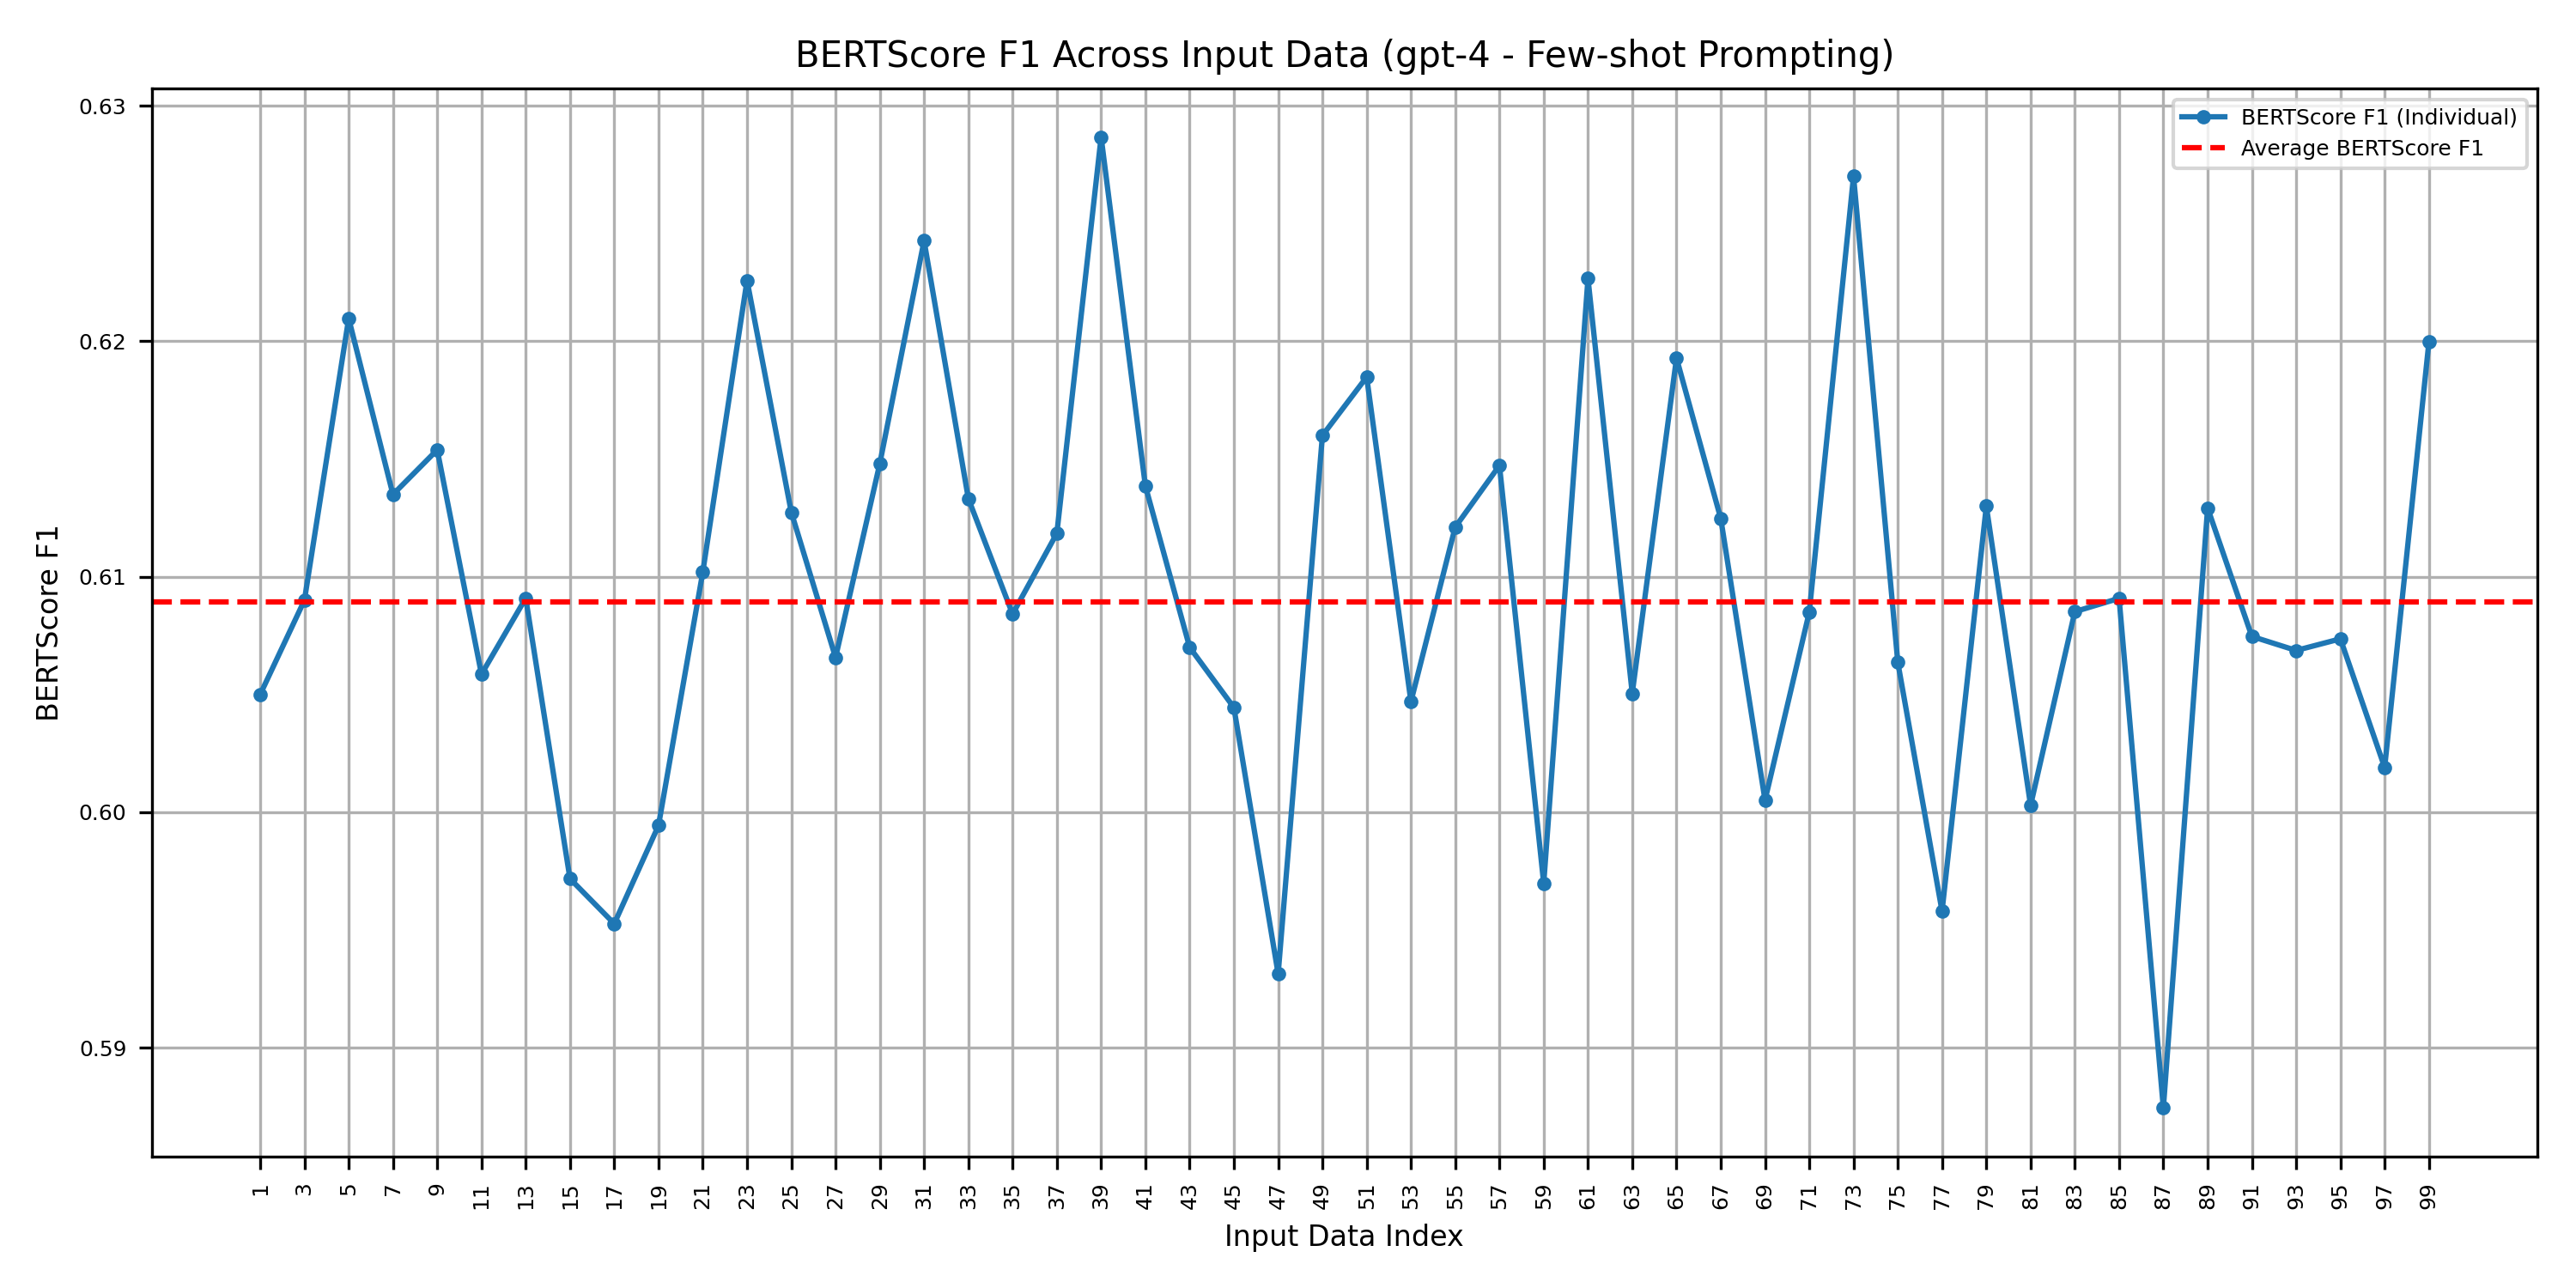 BERTScore F1 Across Input Data (gpt-4 - Few-shot Prompting)
BERTScore F1 (Individual)
Average BERTScore F1
BERTScore F1
0.63
0.62
0.61
0.60
0.59
1 3 5 7 9 11 13 15 17 19 21 23 25 27 29 31 33 35 37 39 41 43 45 47 49 51 53 55 57 59 61 63 65 67 69 71 73 75 77 79 81 83 85 87 89 91 93 95 97 99
Input Data Index